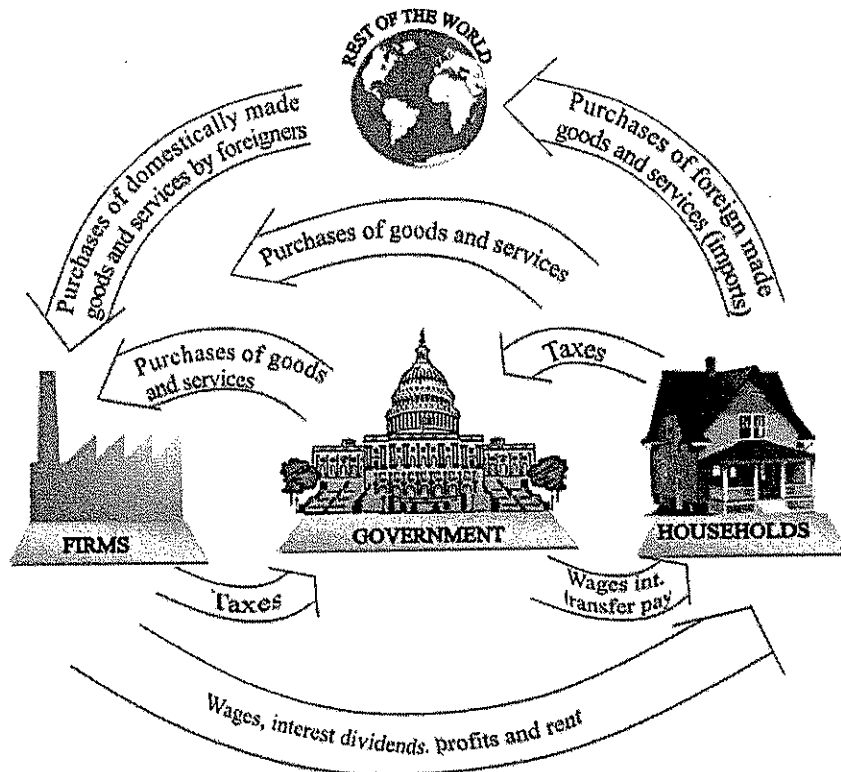 REST OF THE WORLD
Purchases of domestically made
goods and services by foreigners
Purchases of foreign made
goods and services (imports)
Purchases of goods and services
Purchases of goods
and services
Taxes
FIRMS
GOVERNMENT
HOUSEHOLDS
Taxes
Wages int.
transfer pay
Wages, interest dividends. profits and rent